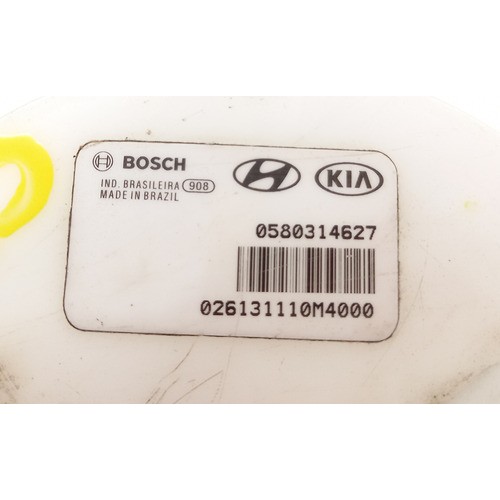 BOSCH
IND. BRASILEIRA 908
MADE IN BRAZIL
KIA
0580314627
026131110M4000